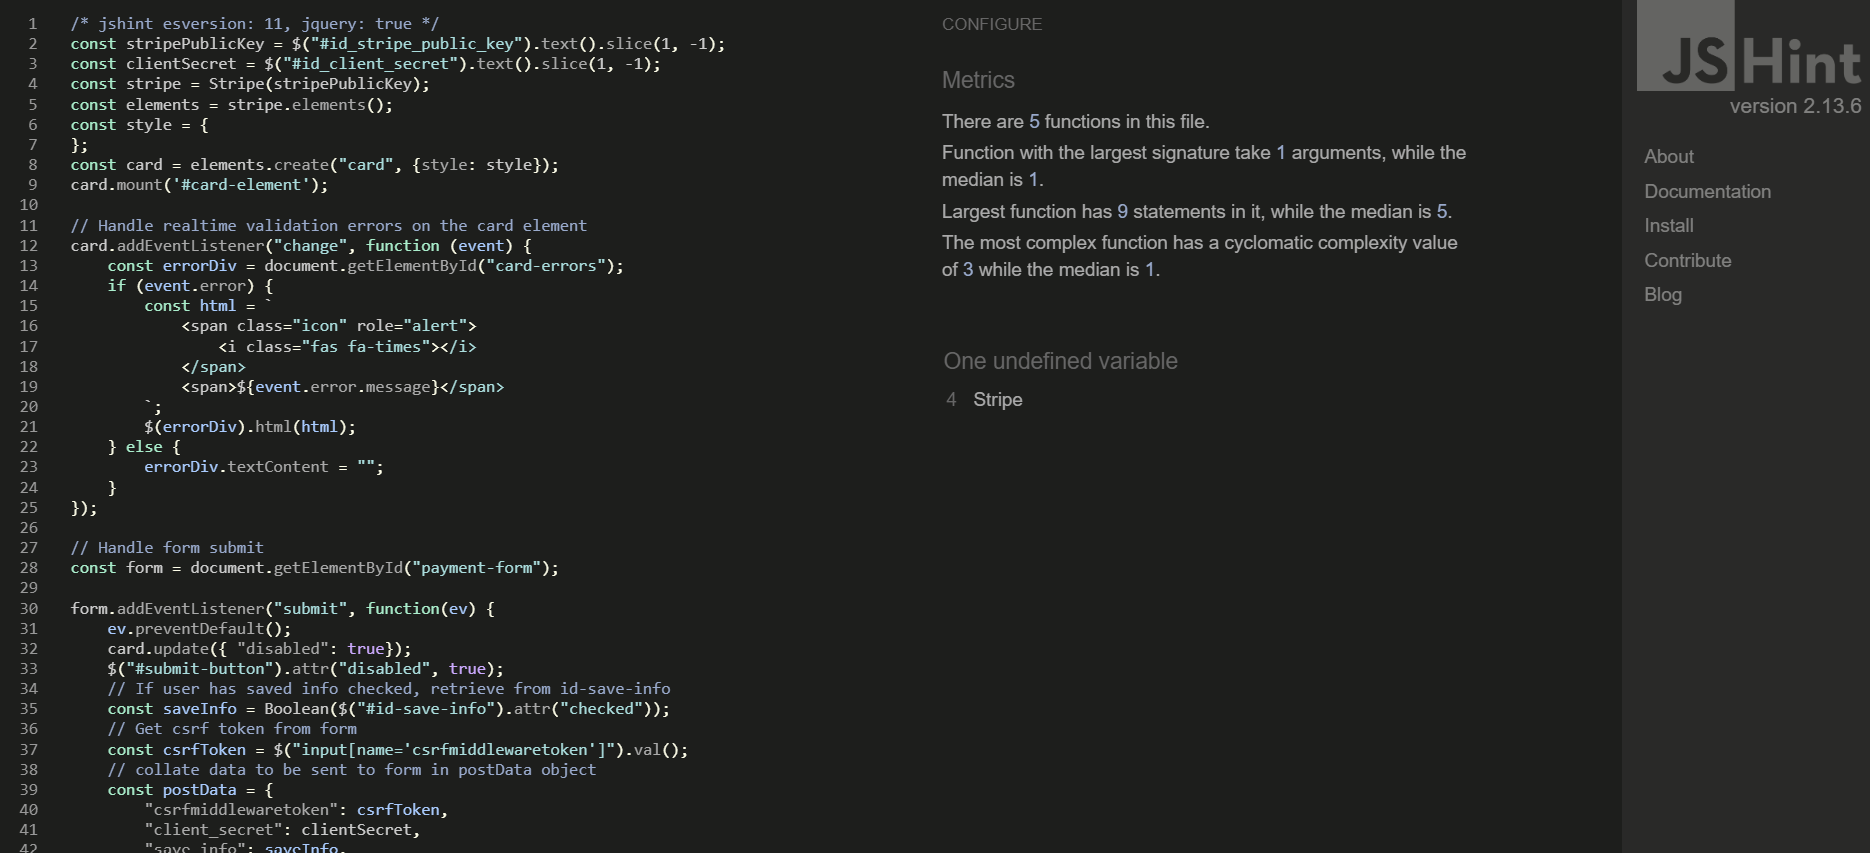 1 /* jshint esversion: 11, jquery: true */
2 const stripePublicKey = $("#id_stripe_public_key").text().slice(1, -1);
3 const clientSecret = $("#id_client_secret").text().slice(1, -1);
4 const stripe = Stripe(stripePublicKey);
5 const elements = stripe.elements();
6 const style = {
7 };
8 const card = elements.create("card", {style: style});
9 card.mount('#card-element');
10
11 // Handle realtime validation errors on the card element
12 card.addEventListener("change", function (event) {
13     const errorDiv = document.getElementById("card-errors");
14     if (event.error) {
15         const html = `
16             <span class="icon" role="alert">
17                 <i class="fas fa-times"></i>
18             </span>
19             <span>${event.error.message}</span>
20         `;
21         $(errorDiv).html(html);
22     } else {
23         errorDiv.textContent = "";
24     }
25 });
26
27 // Handle form submit
28 const form = document.getElementById("payment-form");
29
30 form.addEventListener("submit", function(ev) {
31     ev.preventDefault();
32     card.update({ "disabled": true});
33     $("#submit-button").attr("disabled", true);
34     // If user has saved info checked, retrieve from id-save-info
35     const saveInfo = Boolean($("#id-save-info").attr("checked"));
36     // Get csrf token from form
37     const csrfToken = $("input[name='csrfmiddlewaretoken']").val();
38     // collate data to be sent to form in postData object
39     const postData = {
40         "csrfmiddlewaretoken": csrfToken,
41         "client_secret": clientSecret,
42         "save_info": saveInfo,
CONFIGURE
Metrics
There are 5 functions in this file.
Function with the largest signature take 1 arguments, while the
median is 1.
Largest function has 9 statements in it, while the median is 5.
The most complex function has a cyclomatic complexity value
of 3 while the median is 1.
One undefined variable
4 Stripe
JSHint
version 2.13.6
About
Documentation
Install
Contribute
Blog